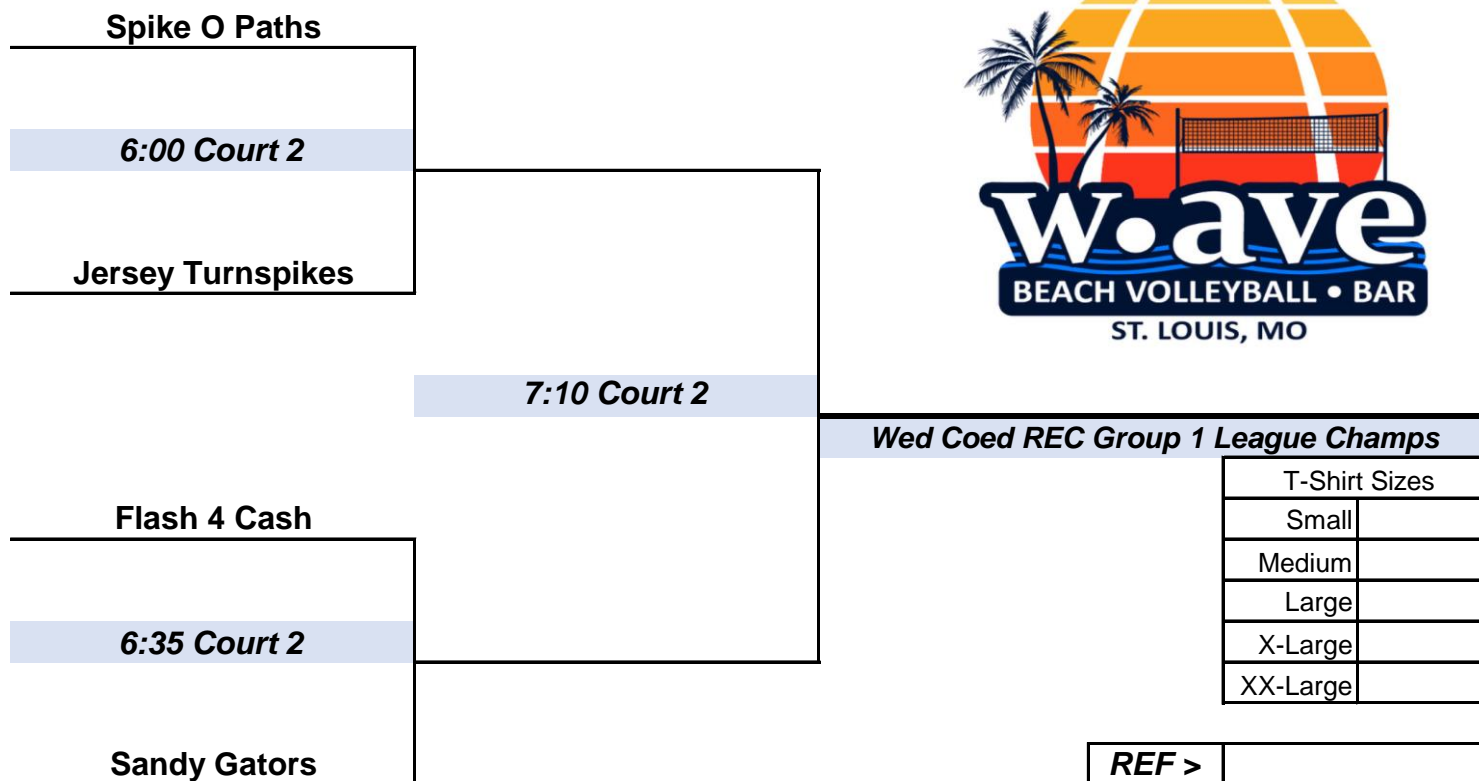 Spike O Paths
6:00 Court 2
Jersey Turnspikes
7:10 Court 2
Flash 4 Cash
6:35 Court 2
Sandy Gators
w•ave
BEACH VOLLEYBALL • BAR
ST. LOUIS, MO
Wed Coed REC Group 1 League Champs
T-Shirt Sizes
Small
Medium
Large
X-Large
XX-Large
REF >